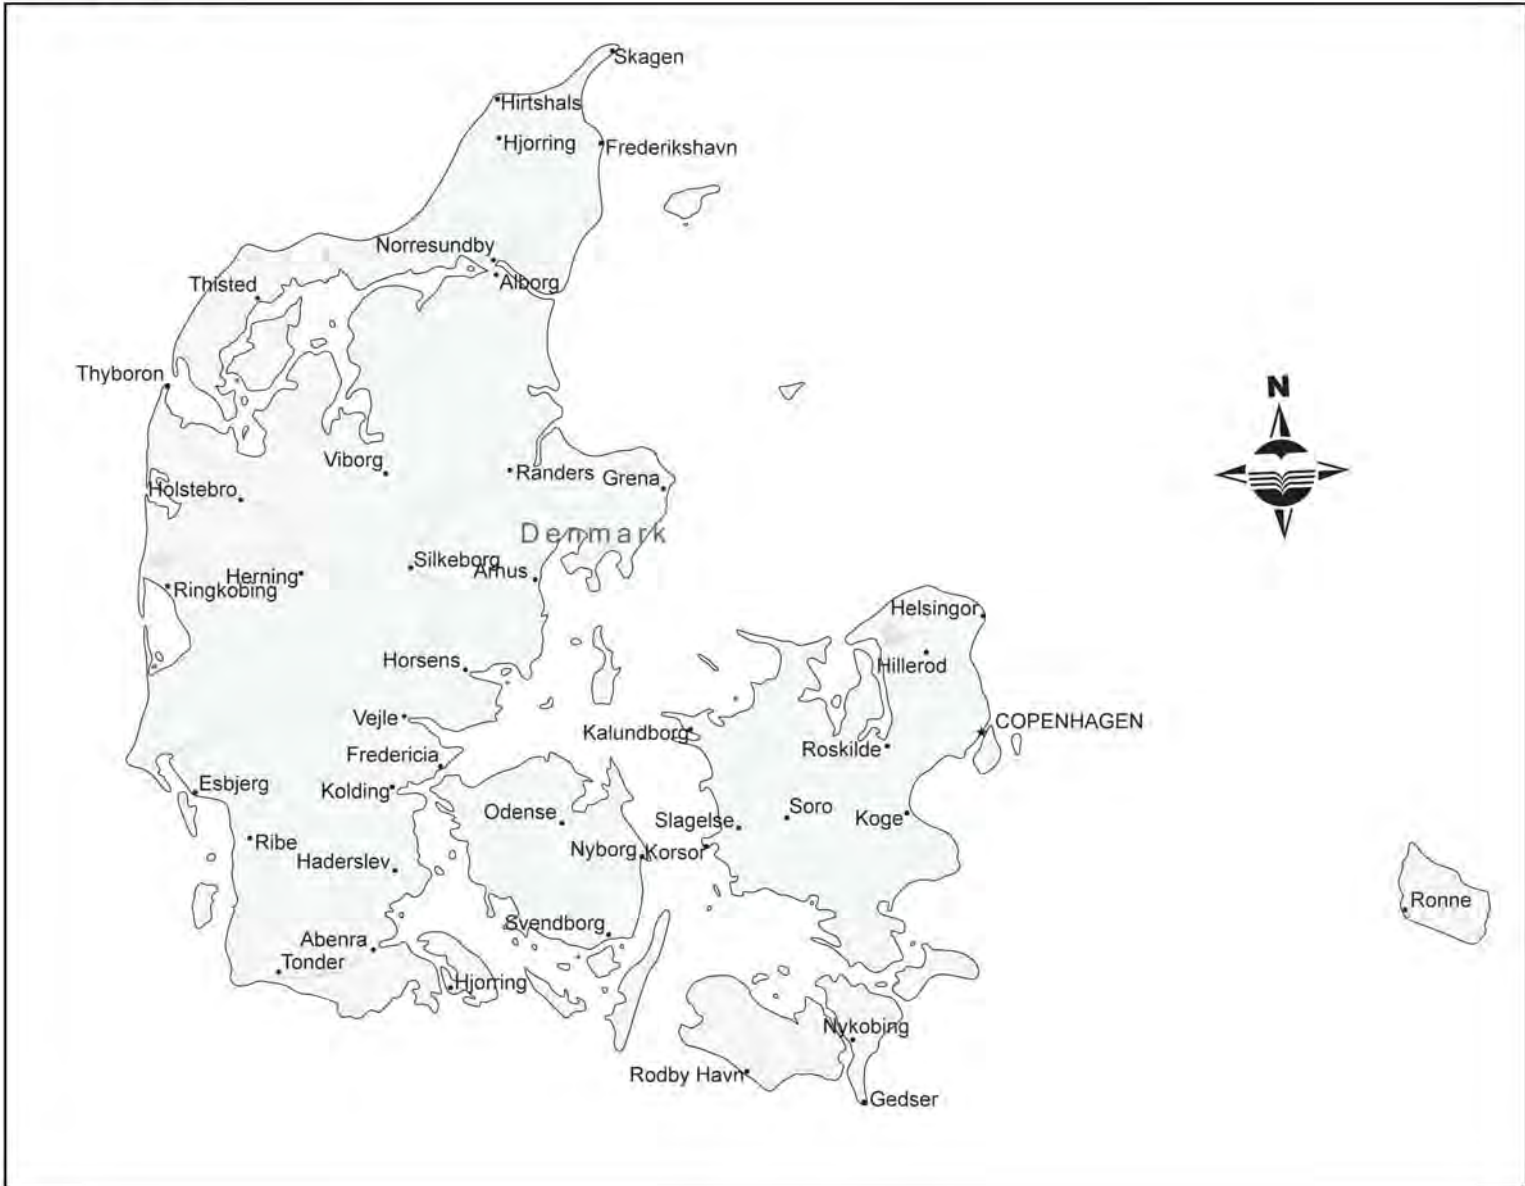 Skagen
Hirtshals
Hjorring
Frederikshavn
Norresundby
Alborg
Thisted
Thyboron
N
Viborg
Randers
Grena
Holstebro
Denmark
Silkeborg
Arhus
Herning
Ringkobing
Helsingor
Hillerod
Horsens
Vejle
Kalundborg
COPENHAGEN
Roskilde
Fredericia
Esbjerg
Kolding
Odense
Slagelse
Soro
Koge
Ribe
Haderslev
Nyborg
Korsor
Ronne
Svendborg
Abenra
Tonder
Hjorring
Nykobing
Rodby Havn
Gedser